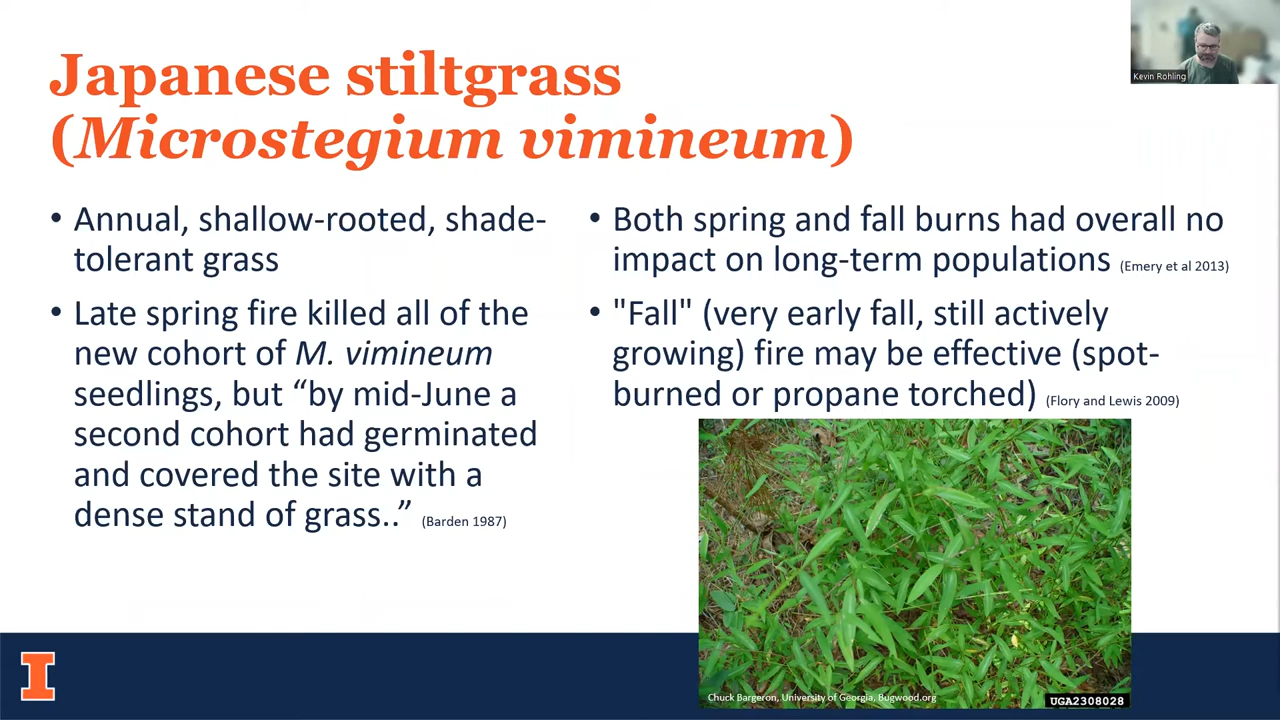 Japanese stiltgrass
(Microstegium vimineum)
Kevin Rohling
• Annual, shallow-rooted, shade-
tolerant grass
• Late spring fire killed all of the
new cohort of M. vimineum
seedlings, but “by mid-June a
second cohort had germinated
and covered the site with a
dense stand of grass..” (Barden 1987)
• Both spring and fall burns had overall no
impact on long-term populations (Emery et al 2013)
• "Fall" (very early fall, still actively
growing) fire may be effective (spot-
burned or propane torched) (Flory and Lewis 2009)
Chuck Bargeron, University of Georgia, Bugwood.org
UGA2308028
I